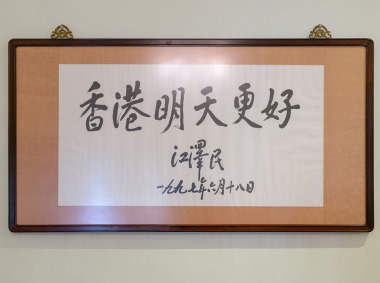 香港明天更好
江澤民
一九九七年六月十八日